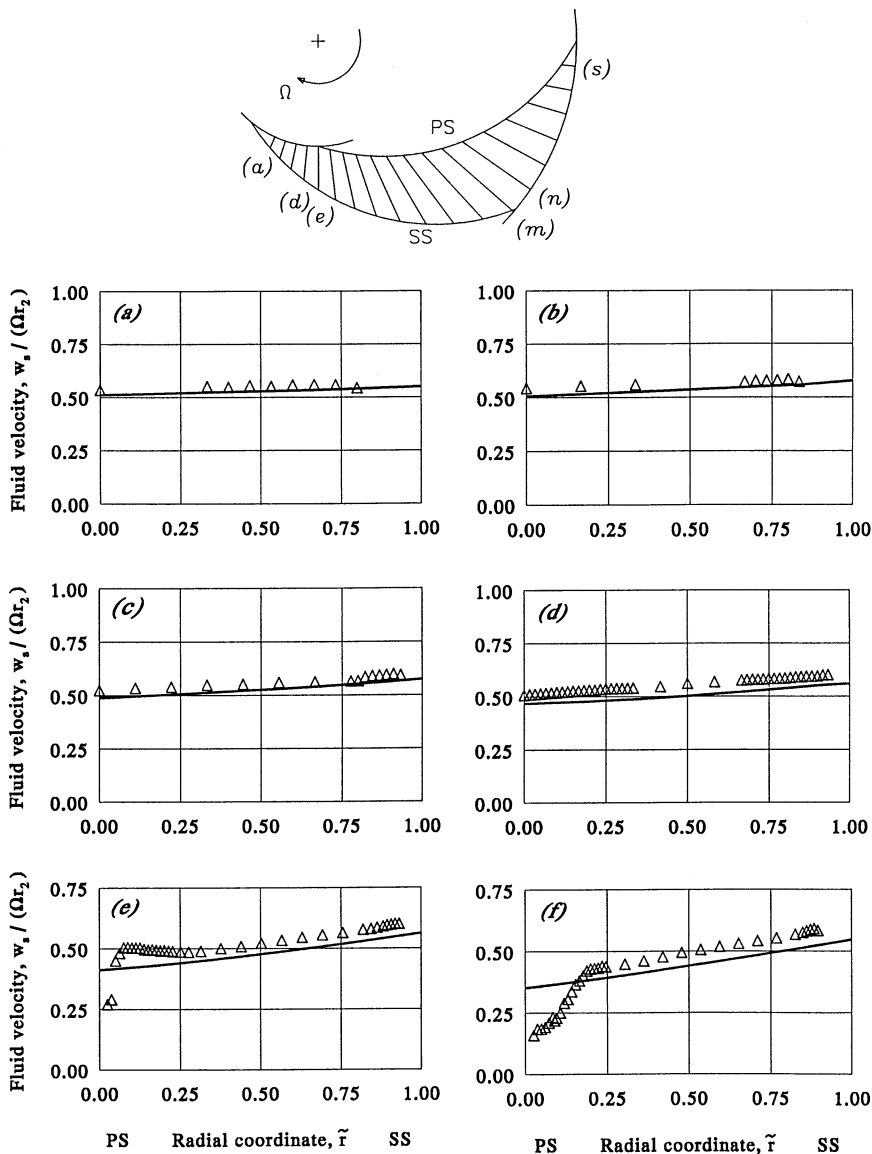 +
Ω
PS
(s)
(a)
(d)
(e)
(n)
(m)
SS
Fluid velocity, w_s / (Ωr_2)
1.00
0.75
0.50
0.25
0.00
(a)
0.00 0.25 0.50 0.75 1.00
1.00
0.75
0.50
0.25
0.00
(b)
0.00 0.25 0.50 0.75 1.00
Fluid velocity, w_s / (Ωr_2)
1.00
0.75
0.50
0.25
0.00
(c)
0.00 0.25 0.50 0.75 1.00
1.00
0.75
0.50
0.25
0.00
(d)
0.00 0.25 0.50 0.75 1.00
Fluid velocity, w_s / (Ωr_2)
0.75
0.50
0.25
0.00
(e)
0.00 0.25 0.50 0.75 1.00
PS Radial coordinate, r̃ SS
0.75
0.50
0.25
0.00
(f)
0.00 0.25 0.50 0.75 1.00
PS Radial coordinate, r̃ SS